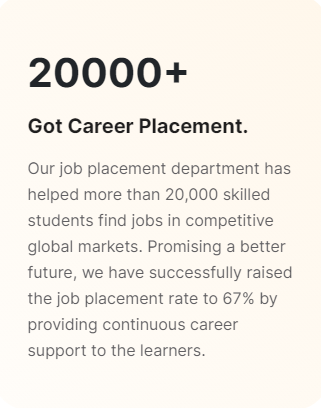 20000+
Got Career Placement.
Our job placement department has
helped more than 20,000 skilled
students find jobs in competitive
global markets. Promising a better
future, we have successfully raised
the job placement rate to 67% by
providing continuous career
support to the learners.